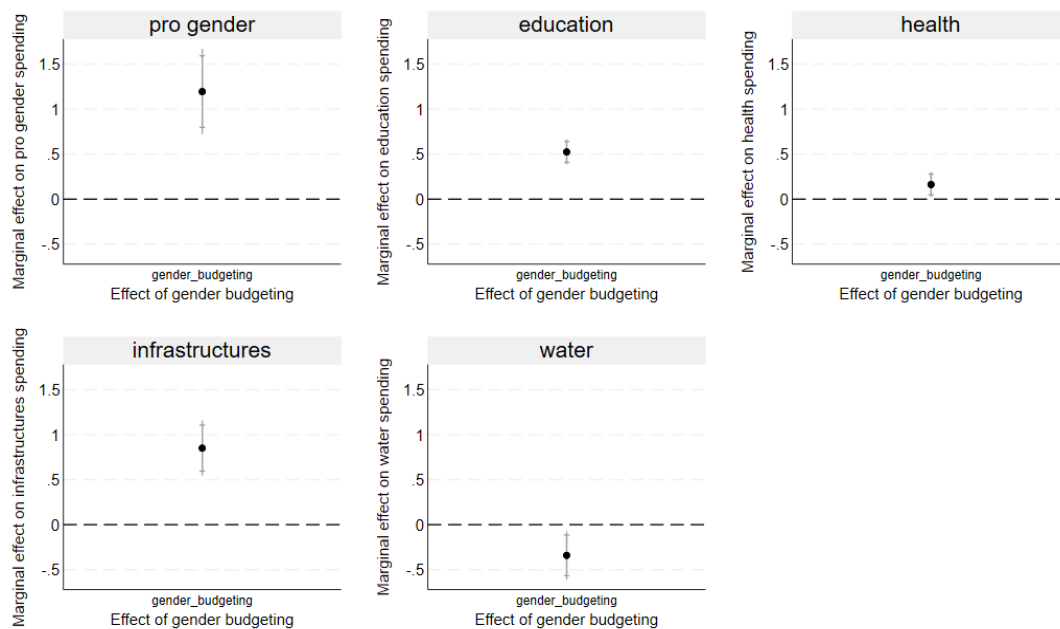 pro gender
Marginal effect on pro gender spending
1.5
1
.5
0
-.5
gender_budgeting
Effect of gender budgeting
education
Marginal effect on education spending
1.5
1
.5
0
-.5
gender_budgeting
Effect of gender budgeting
health
Marginal effect on health spending
1.5
1
.5
0
-.5
gender_budgeting
Effect of gender budgeting
infrastructures
Marginal effect on infrastructures spending
1.5
1
.5
0
-.5
gender_budgeting
Effect of gender budgeting
water
Marginal effect on water spending
1.5
1
.5
0
-.5
gender_budgeting
Effect of gender budgeting